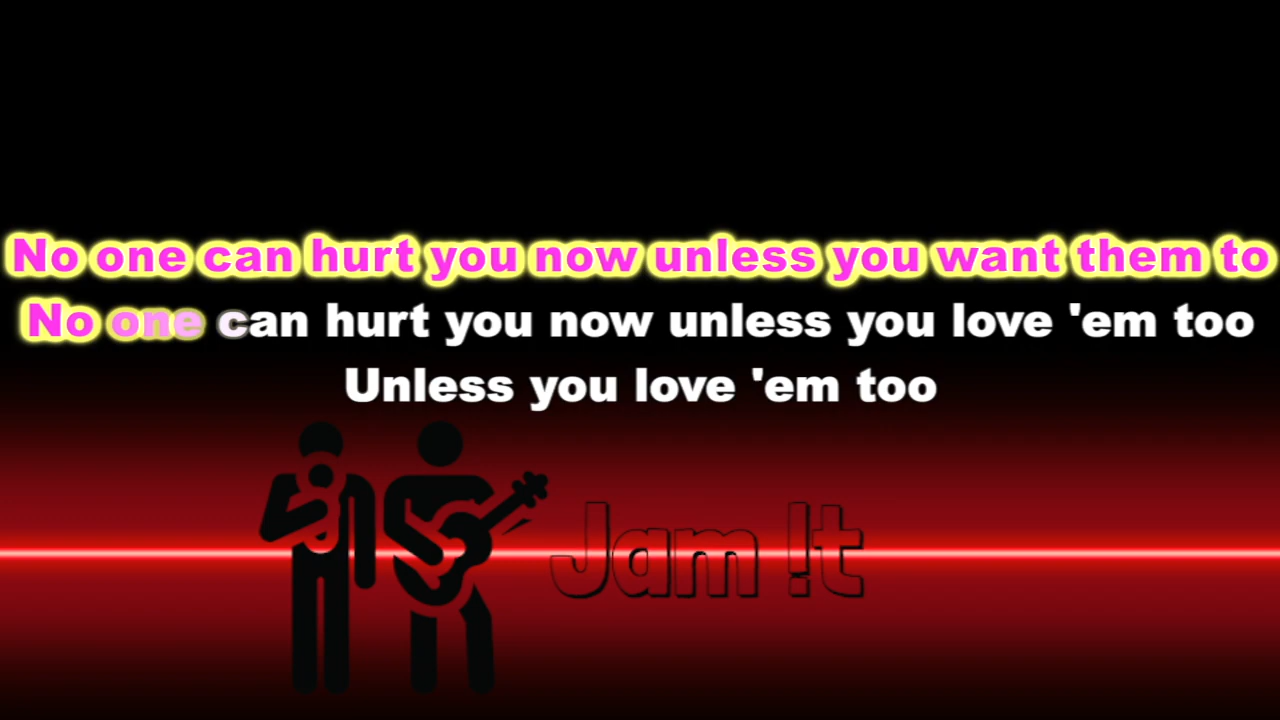 No one can hurt you now unless you want them to
No one can hurt you now unless you love 'em too
Unless you love 'em too
Jam !t